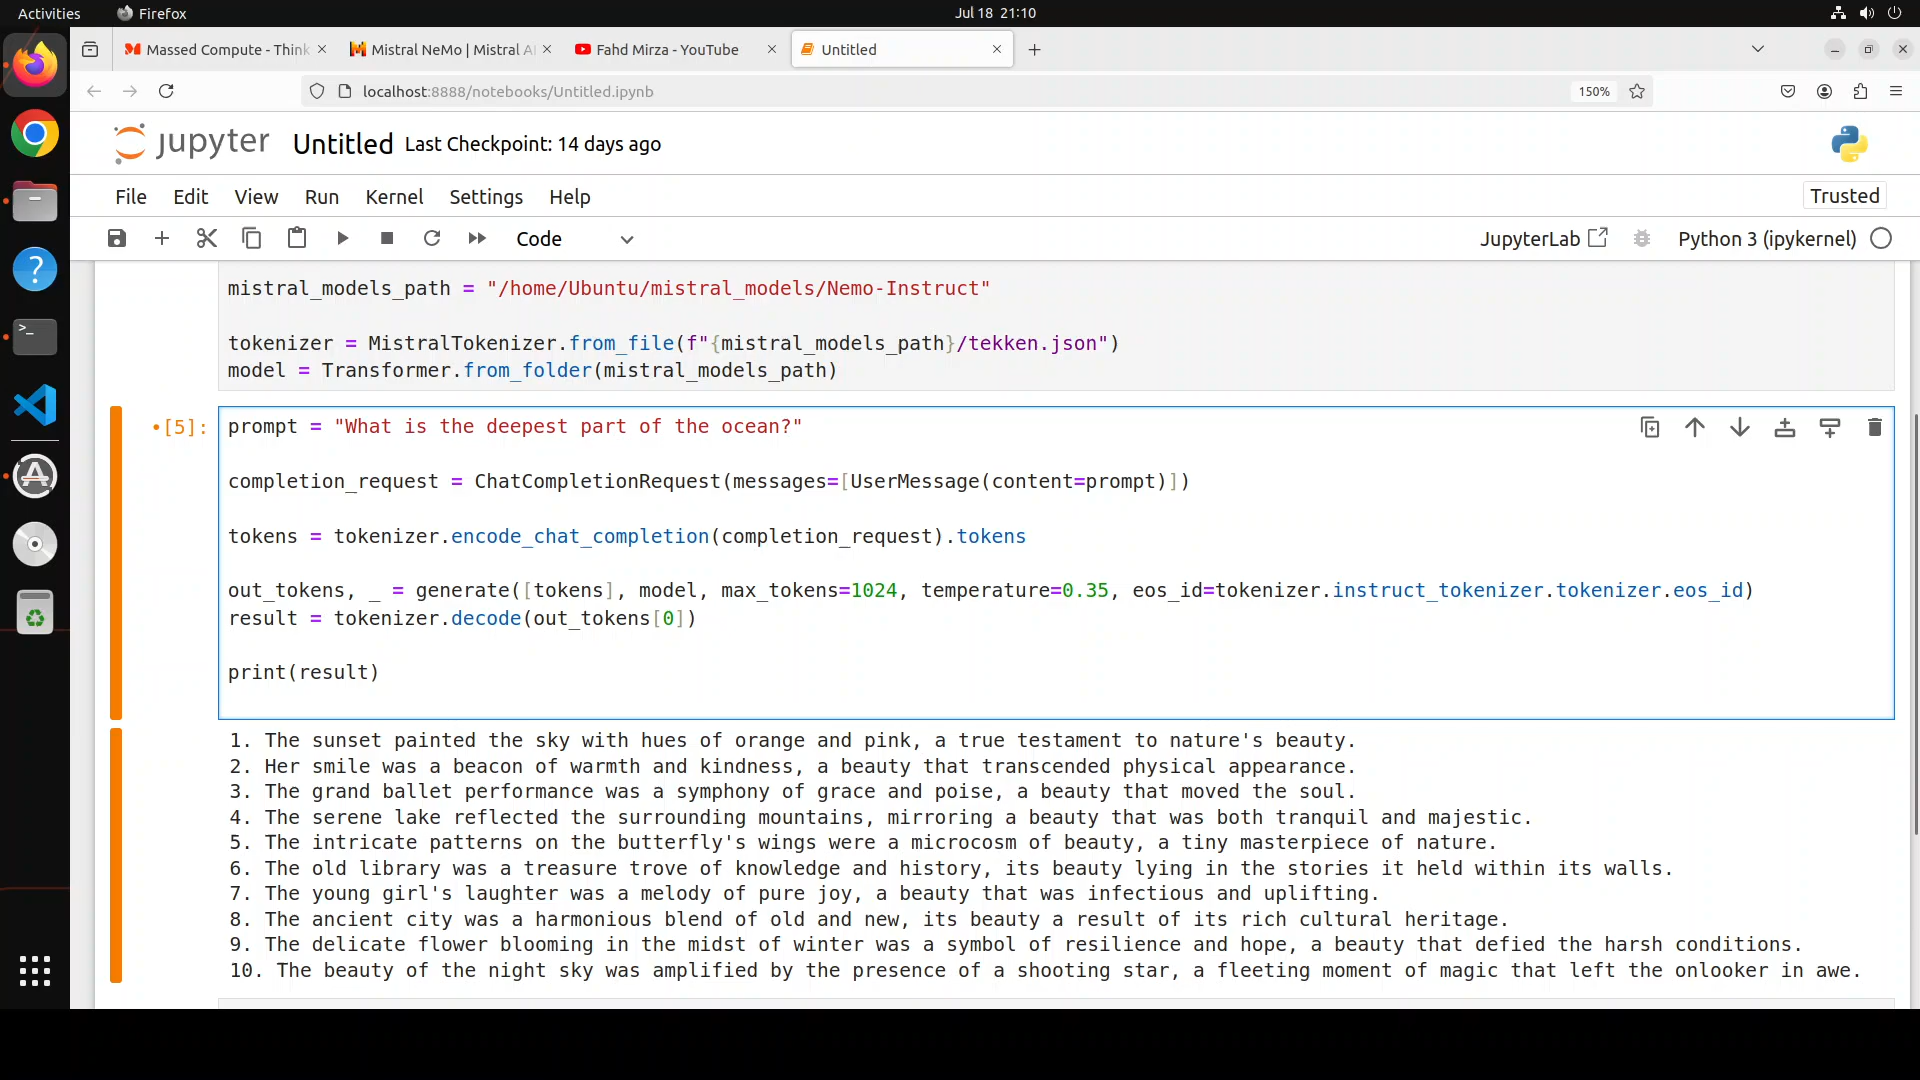 Activities Firefox Jul 18 21:10
Massed Compute - Think Mistral NeMo | Mistral Fahd Mirza - YouTube Untitled
localhost:8888/notebooks/Untitled.ipynb 150%
jupyter Untitled Last Checkpoint: 14 days ago
File Edit View Run Kernel Settings Help Trusted
Code JupyterLab Python 3 (ipykernel)
mistral_models_path = "/home/Ubuntu/mistral_models/Nemo-Instruct"
tokenizer = MistralTokenizer.from_file(f"{mistral_models_path}/tekken.json")
model = Transformer.from_folder(mistral_models_path)
•[5]: prompt = "What is the deepest part of the ocean?"
completion_request = ChatCompletionRequest(messages=[UserMessage(content=prompt)])
tokens = tokenizer.encode_chat_completion(completion_request).tokens
out_tokens, _ = generate([tokens], model, max_tokens=1024, temperature=0.35, eos_id=tokenizer.instruct_tokenizer.tokenizer.eos_id)
result = tokenizer.decode(out_tokens[0])
print(result)
1. The sunset painted the sky with hues of orange and pink, a true testament to nature's beauty.
2. Her smile was a beacon of warmth and kindness, a beauty that transcended physical appearance.
3. The grand ballet performance was a symphony of grace and poise, a beauty that moved the soul.
4. The serene lake reflected the surrounding mountains, mirroring a beauty that was both tranquil and majestic.
5. The intricate patterns on the butterfly's wings were a microcosm of beauty, a tiny masterpiece of nature.
6. The old library was a treasure trove of knowledge and history, its beauty lying in the stories it held within its walls.
7. The young girl's laughter was a melody of pure joy, a beauty that was infectious and uplifting.
8. The ancient city was a harmonious blend of old and new, its beauty a result of its rich cultural heritage.
9. The delicate flower blooming in the midst of winter was a symbol of resilience and hope, a beauty that defied the harsh conditions.
10. The beauty of the night sky was amplified by the presence of a shooting star, a fleeting moment of magic that left the onlooker in awe.